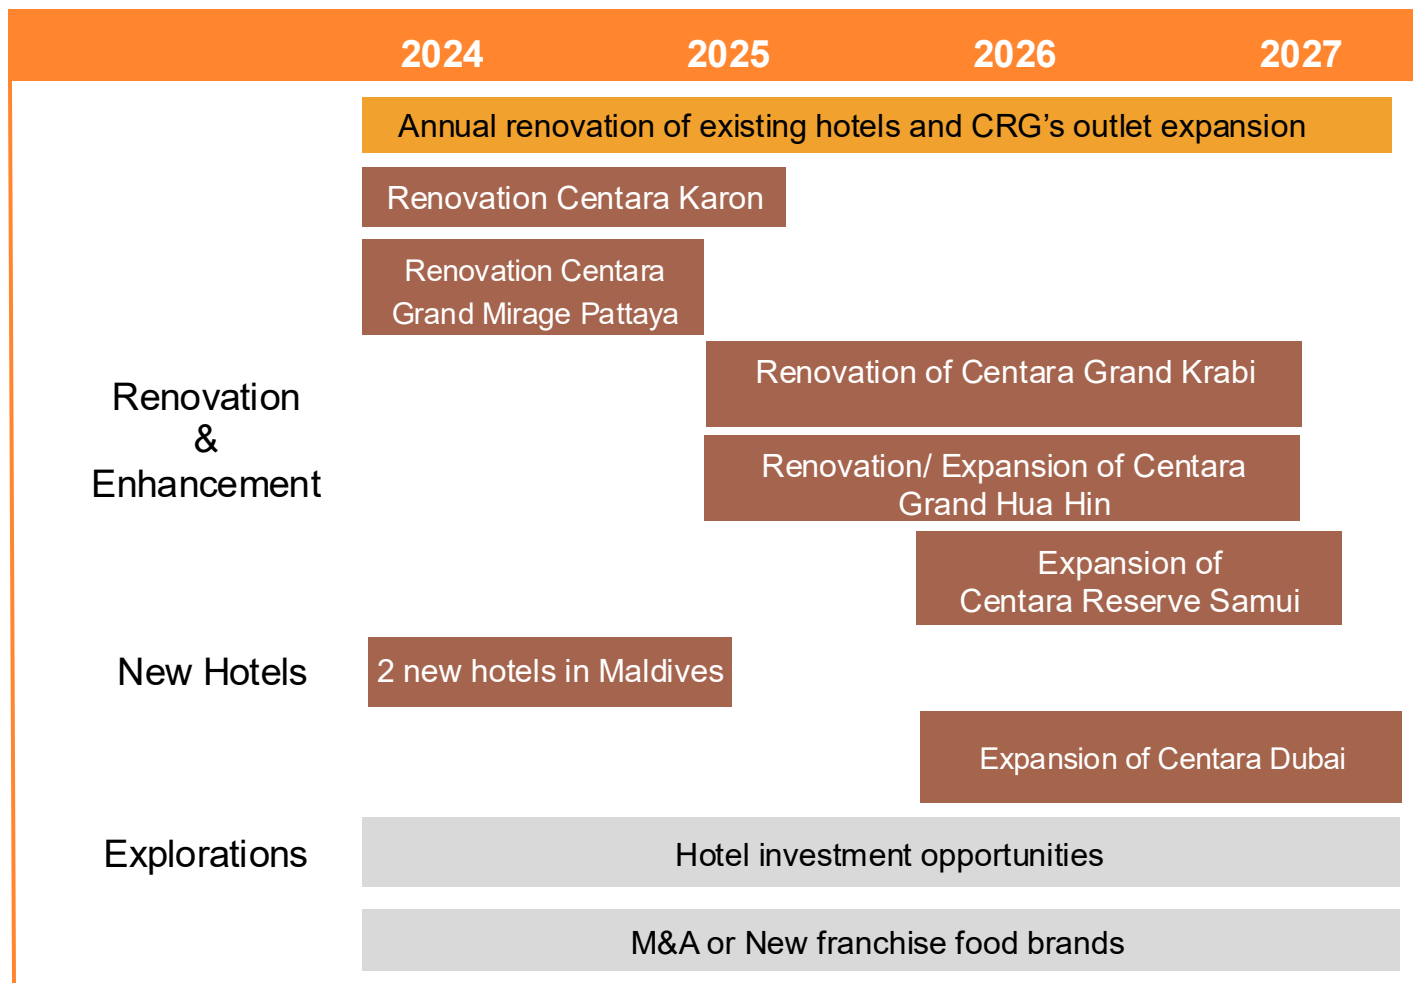 2024 2025 2026 2027
Annual renovation of existing hotels and CRG’s outlet expansion
Renovation Centara Karon
Renovation Centara
Grand Mirage Pattaya
Renovation of Centara Grand Krabi
Renovation
&
Enhancement
Renovation/ Expansion of Centara
Grand Hua Hin
Expansion of
Centara Reserve Samui
New Hotels
2 new hotels in Maldives
Expansion of Centara Dubai
Explorations
Hotel investment opportunities
M&A or New franchise food brands